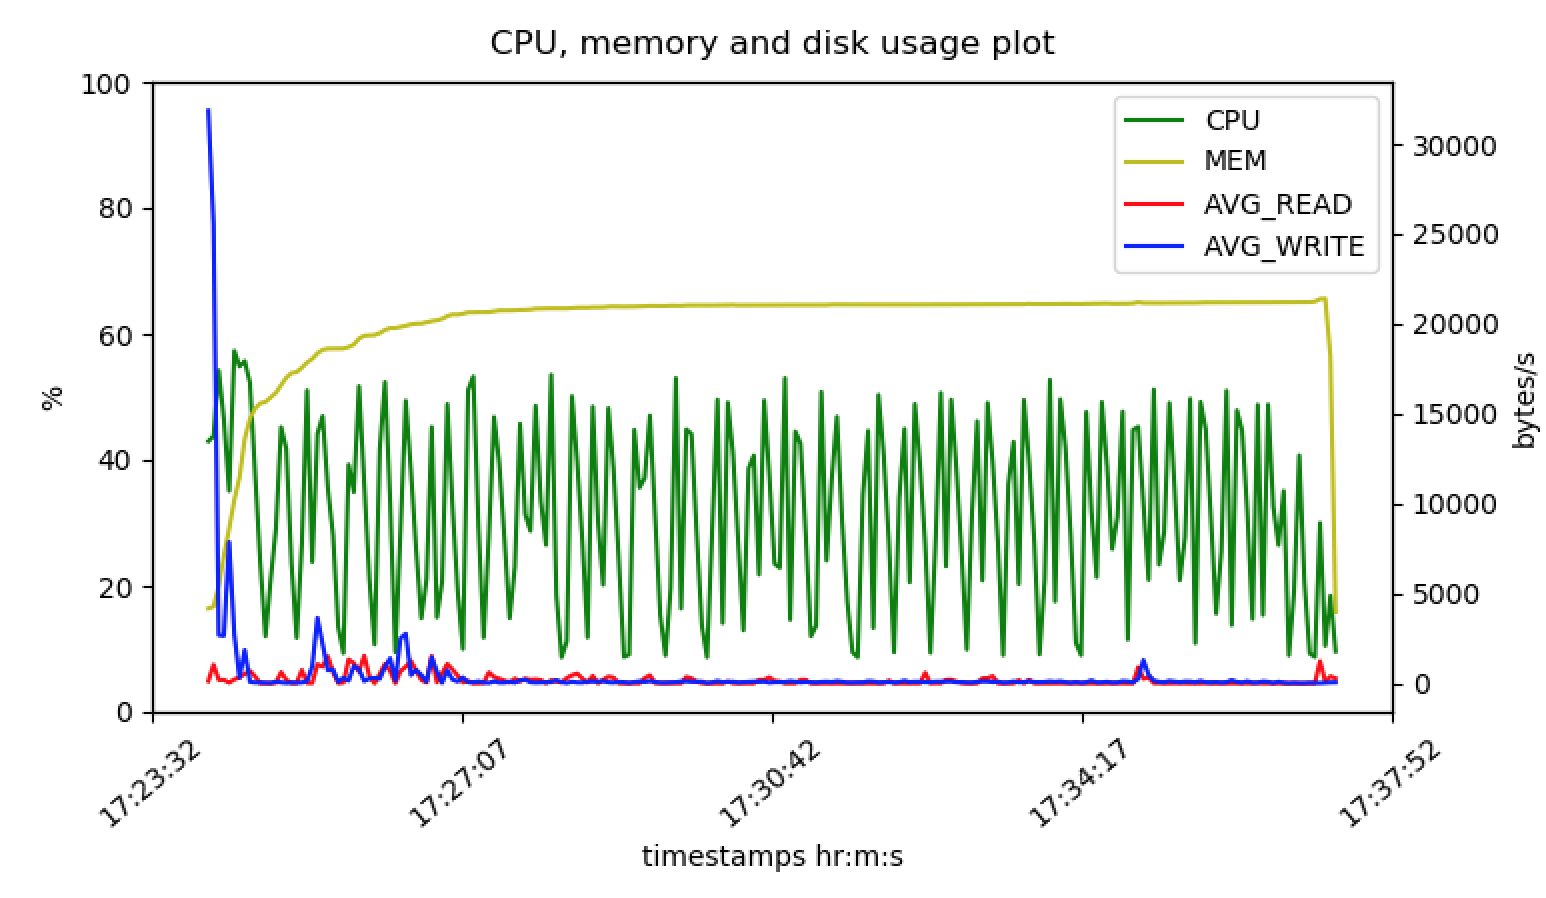 CPU, memory and disk usage plot
100
80
60
40
20
0
%
CPU
MEM
AVG_READ
AVG_WRITE
30000
25000
20000
15000
10000
5000
0
bytes/s
17:23:32
17:27:07
17:30:42
17:34:17
17:37:52
timestamps hr:m:s